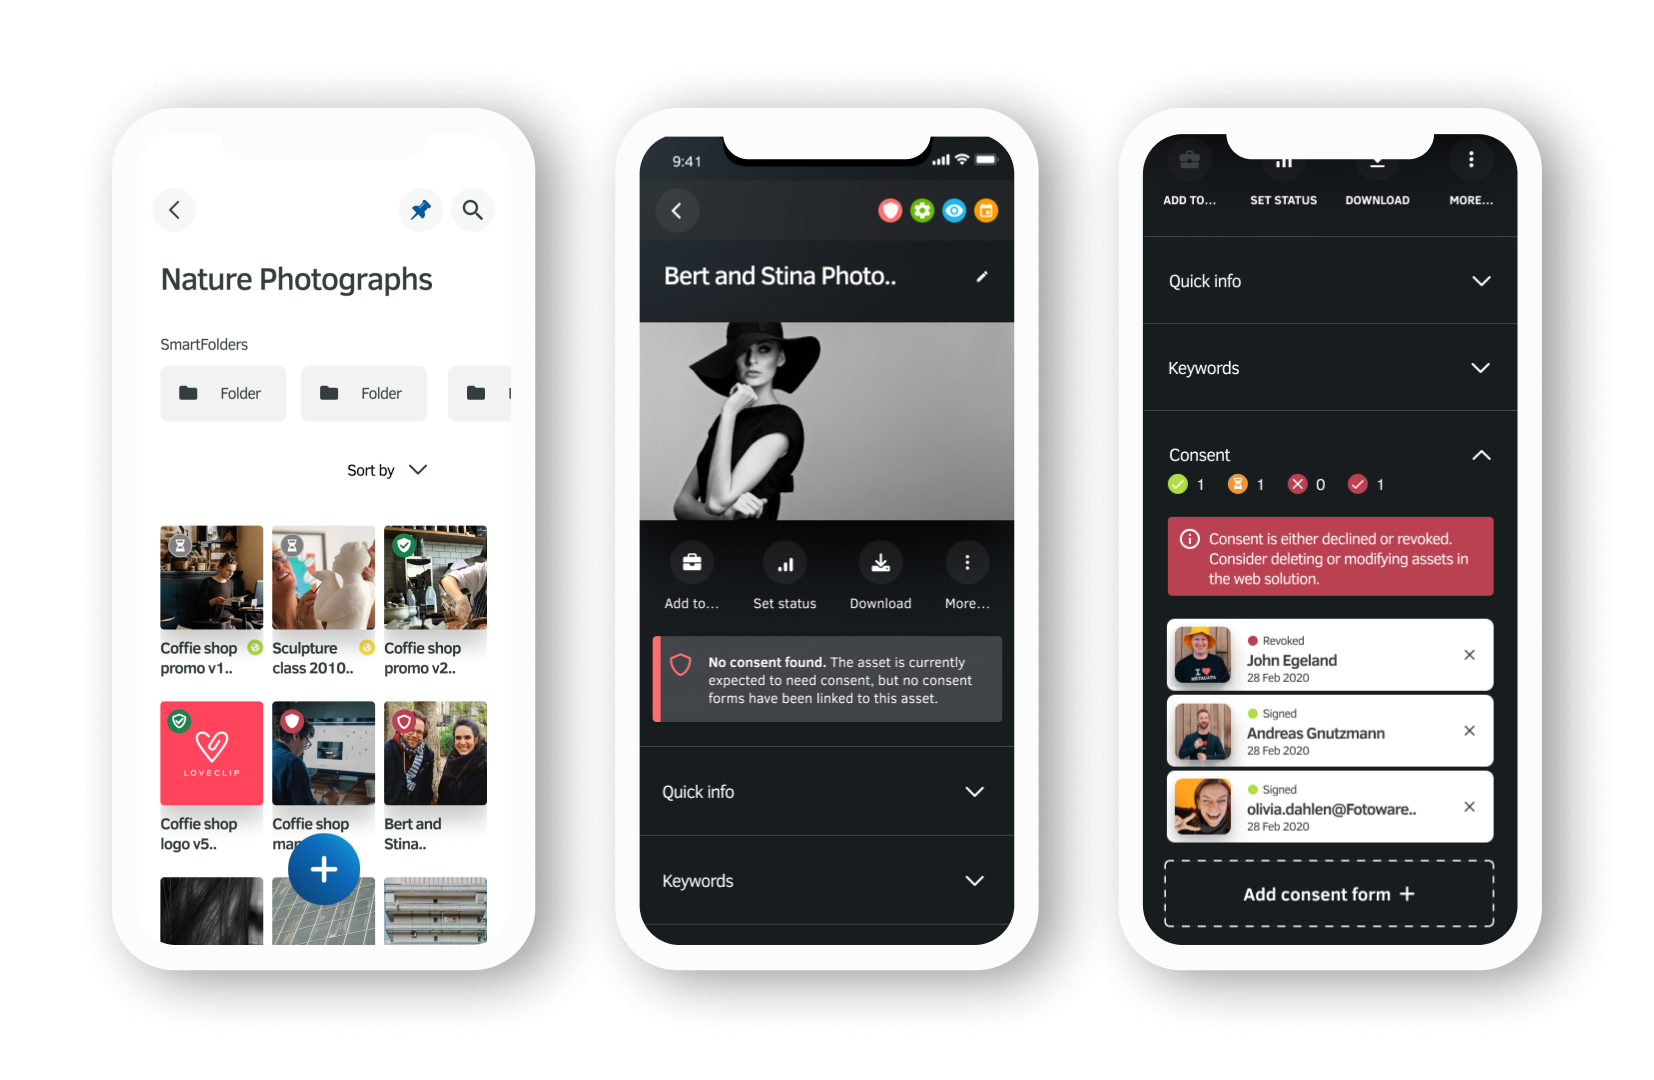 Nature Photographs
SmartFolders
Folder
Folder
Sort by
Coffie shop
promo v1..
Sculpture
class 2010..
Coffie shop
promo v2..
LOVECLIP
Coffie shop
logo v5..
Coffie shop
Bert and
Stina..
9:41
Bert and Stina Photo..
Add to...
Set status
Download
More...
No consent found. The asset is currently
expected to need consent, but no consent
forms have been linked to this asset.
Quick info
Keywords
ADD TO...
SET STATUS
DOWNLOAD
MORE...
Quick info
Keywords
Consent
1
1
0
1
Consent is either declined or revoked.
Consider deleting or modifying assets in
the web solution.
I
METADATA
Revoked
John Egeland
28 Feb 2020
Signed
Andreas Gnutzmann
28 Feb 2020
Signed
olivia.dahlen@Fotoware..
28 Feb 2020
Add consent form +